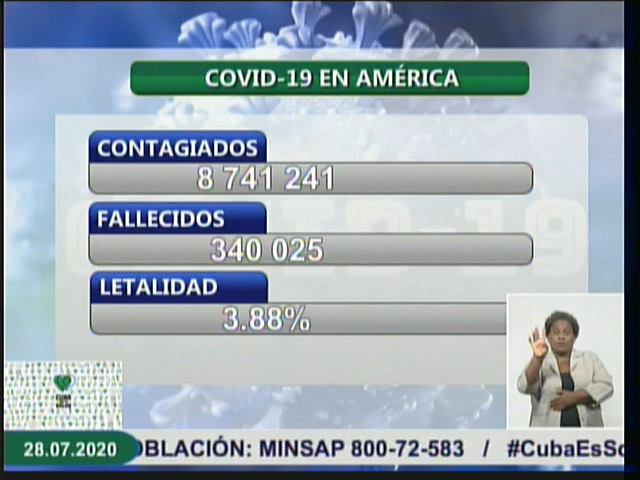 COVID-19 EN AMÉRICA
CONTAGIADOS
8 741 241
FALLECIDOS
340 025
LETALIDAD
3.88%
28.07.2020
OBLACIÓN: MINSAP 800-72-583 / #CubaEsSo